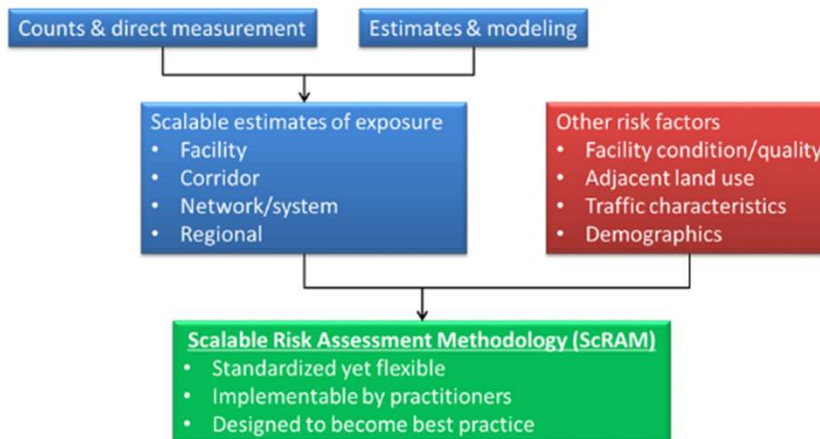 Counts & direct measurement
Estimates & modeling
Scalable estimates of exposure
• Facility
• Corridor
• Network/system
• Regional
Other risk factors
• Facility condition/quality
• Adjacent land use
• Traffic characteristics
• Demographics
Scalable Risk Assessment Methodology (ScRAM)
• Standardized yet flexible
• Implementable by practitioners
• Designed to become best practice